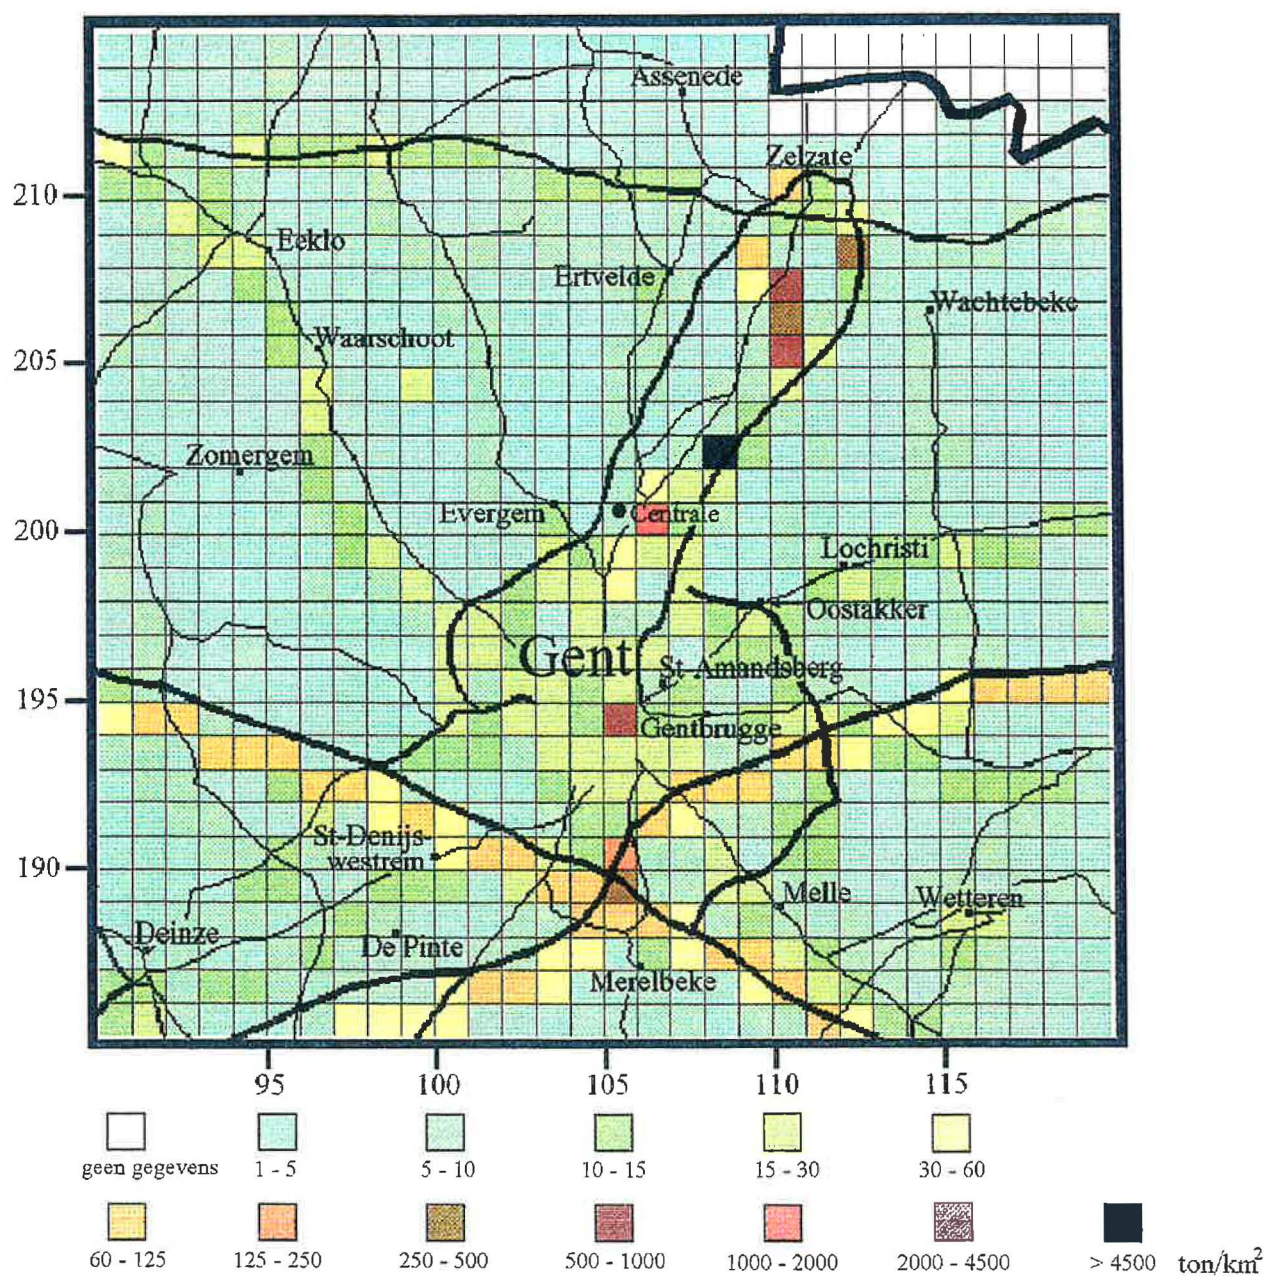 Assenede
Zelzate
210
Eeklo
Ertvelde
Wachtebeke
Waarschoot
205
Zomergem
Evergem
Centrale
200
Lochristi
Oostakker
Gent
St-Amandsberg
195
Gentbrugge
St-Denijs-
westrem
190
Melle
Wetteren
Deinze
De Pinte
Merelbeke
95 100 105 110 115
geen gegevens 1 - 5 5 - 10 10 - 15 15 - 30 30 - 60
60 - 125 125 - 250 250 - 500 500 - 1000 1000 - 2000 2000 - 4500 > 4500 ton/km²